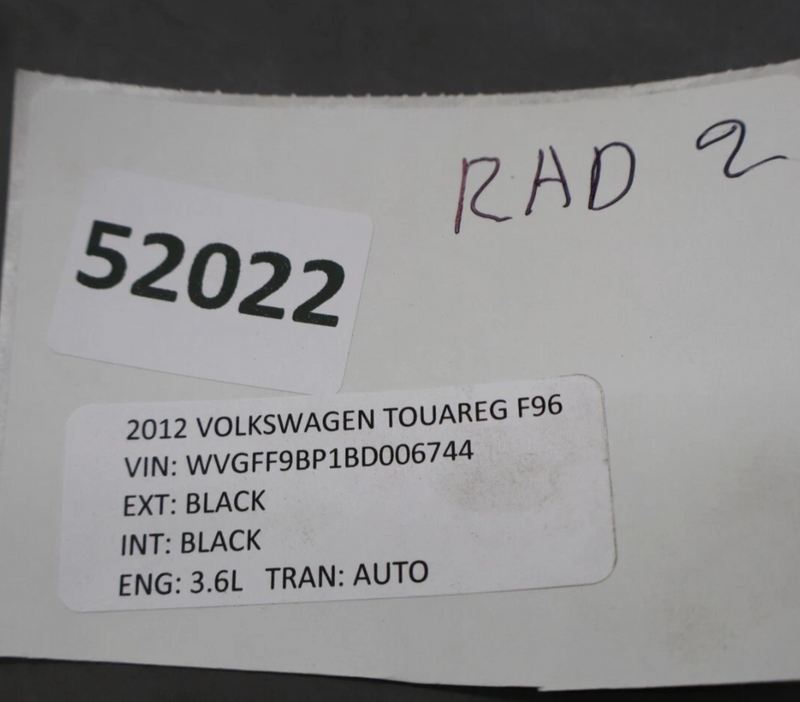 RAD 2
52022
2012 VOLKSWAGEN TOUAREG F96
VIN: WVGFF9BP1BD006744
EXT: BLACK
INT: BLACK
ENG: 3.6L TRAN: AUTO